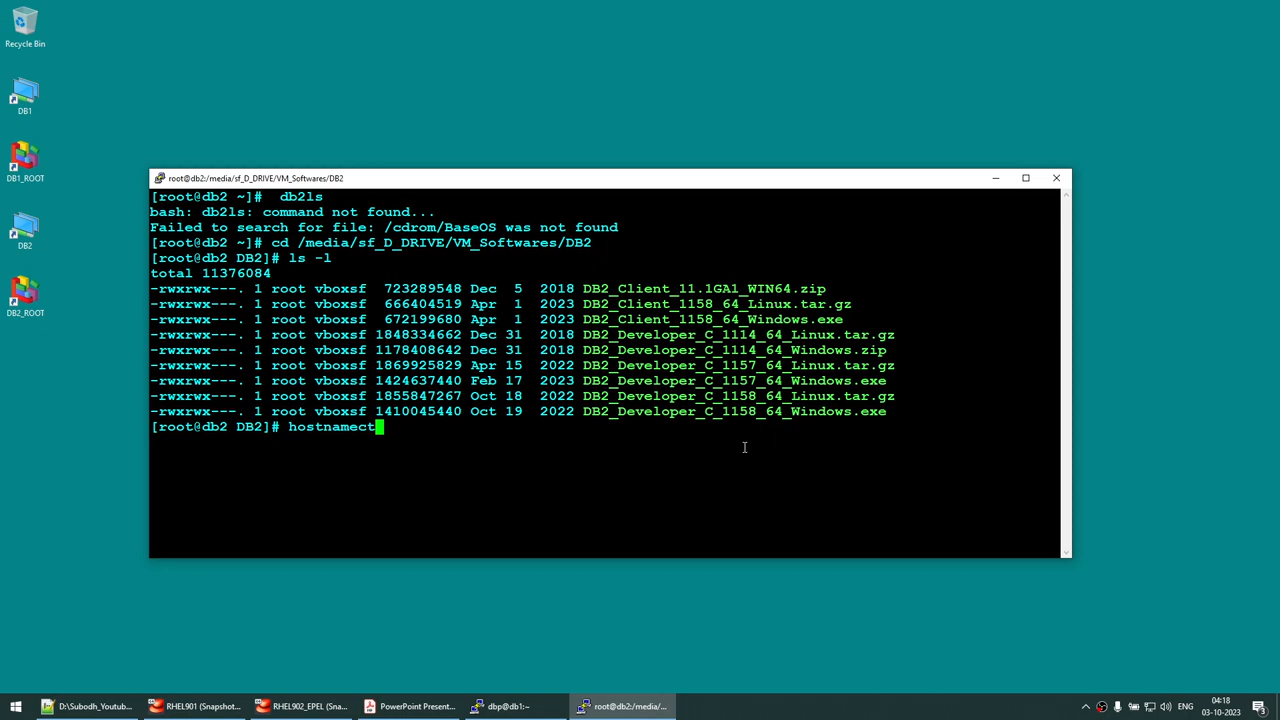 Recycle Bin
DB1
DB1_ROOT
DB2
DB2_ROOT
root@db2:/media/sf_D_DRIVE/VM_Softwares/DB2
[root@db2 ~]#  db2ls
bash: db2ls: command not found...
Failed to search for file: /cdrom/BaseOS was not found
[root@db2 ~]# cd /media/sf_D_DRIVE/VM_Softwares/DB2
[root@db2 DB2]# ls -l
total 11376084
-rwxrwx---. 1 root vboxsf  723289548 Dec  5  2018 DB2_Client_11.1GA1_WIN64.zip
-rwxrwx---. 1 root vboxsf  666404519 Apr  1  2023 DB2_Client_1158_64_Linux.tar.gz
-rwxrwx---. 1 root vboxsf  672199680 Apr  1  2023 DB2_Client_1158_64_Windows.exe
-rwxrwx---. 1 root vboxsf 1848334662 Dec 31  2018 DB2_Developer_C_1114_64_Linux.tar.gz
-rwxrwx---. 1 root vboxsf 1178408642 Dec 31  2018 DB2_Developer_C_1114_64_Windows.zip
-rwxrwx---. 1 root vboxsf 1869925829 Apr 15  2022 DB2_Developer_C_1157_64_Linux.tar.gz
-rwxrwx---. 1 root vboxsf 1424637440 Feb 17  2023 DB2_Developer_C_1157_64_Windows.exe
-rwxrwx---. 1 root vboxsf 1855847267 Oct 18  2022 DB2_Developer_C_1158_64_Linux.tar.gz
-rwxrwx---. 1 root vboxsf 1410045440 Oct 19  2022 DB2_Developer_C_1158_64_Windows.exe
[root@db2 DB2]# hostnamect
D:\Subodh_Youtub...
RHEL901 (Snapshot...
RHEL902_EPEL (Sna...
PowerPoint Present...
dbp@db1:~
root@db2:/media/...
ENG
04:18
03-10-2023
3